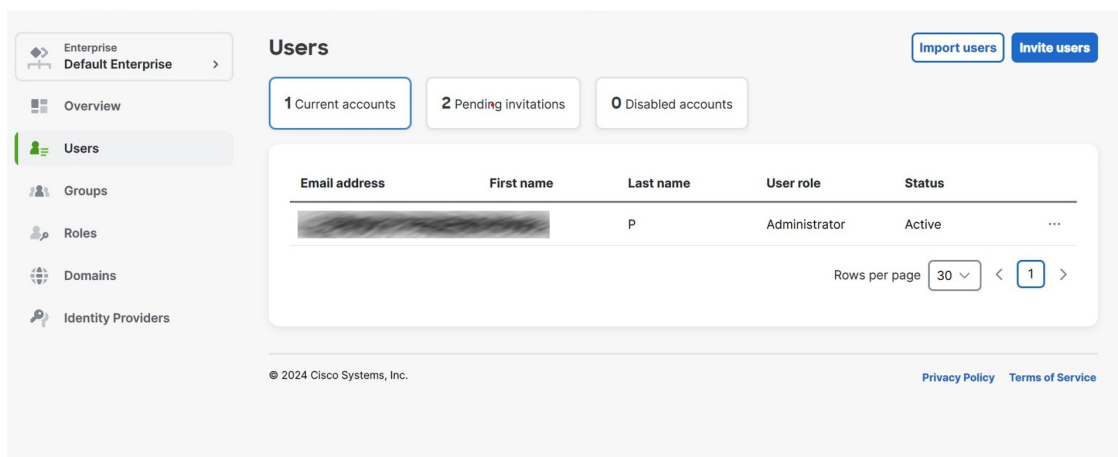 Enterprise
Default Enterprise
Overview
Users
Groups
Roles
Domains
Identity Providers
Users
Import users
Invite users
1 Current accounts
2 Pending invitations
0 Disabled accounts
Email address First name Last name User role Status
P Administrator Active ...
Rows per page 30 1
© 2024 Cisco Systems, Inc.
Privacy Policy Terms of Service